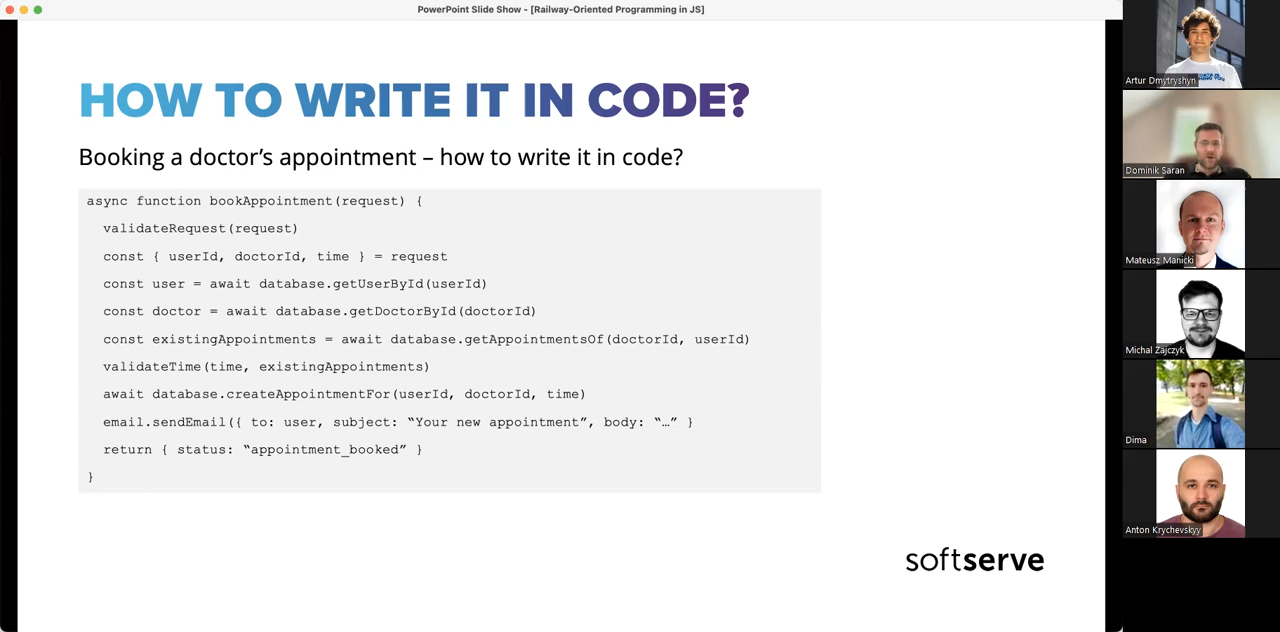 PowerPoint Slide Show - [Railway-Oriented Programming in JS]
HOW TO WRITE IT IN CODE?
Booking a doctor’s appointment – how to write it in code?
async function bookAppointment(request) {
validateRequest(request)
const { userId, doctorId, time } = request
const user = await database.getUserById(userId)
const doctor = await database.getDoctorById(doctorId)
const existingAppointments = await database.getAppointmentsOf(doctorId, userId)
validateTime(time, existingAppointments)
await database.createAppointmentFor(userId, doctorId, time)
email.sendEmail({ to: user, subject: “Your new appointment”, body: “…” }
return { status: “appointment_booked” }
}
softserve
Artur Dmytryshyn
Dominik Saran
Mateusz Manicki
Michal Zajczyk
Dima
Anton Krychevskyy